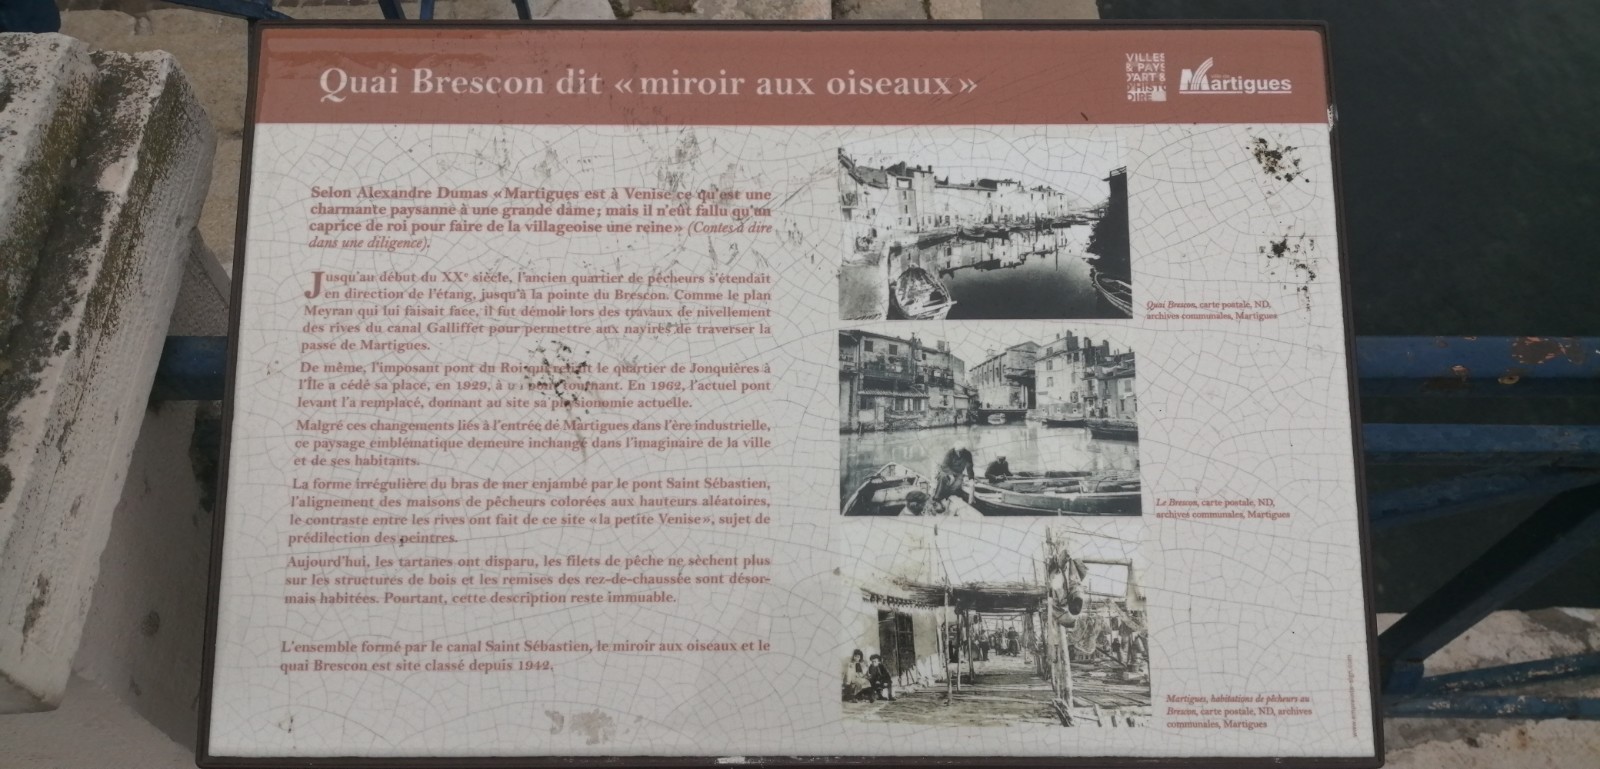 Quai Brescon dit « miroir aux oiseaux »
VILLES
& PAYS
D'ART &
D'HISTO
IRE
Martigues
Selon Alexandre Dumas « Martigues est à Venise ce qu'est une
charmante paysanne à une grande dame; mais il n'eût fallu qu'un
caprice de roi pour faire de la villageoise une reine » (Contes à dire
dans une diligence).
Jusqu'au début du XXe siècle, l'ancien quartier de pêcheurs s'étendait
en direction de l'étang, jusqu'à la pointe du Brescon. Comme le plan
Meyran qui lui faisait face, il fut démoli lors des travaux de nivellement
des rives du canal Galliffet pour permettre aux navires de traverser la
passe de Martigues.
De même, l'imposant pont du Roi qui reliait le quartier de Jonquières à
l'Île a cédé sa place, en 1929, à un pont tournant. En 1962, l'actuel pont
levant l'a remplacé, donnant au site sa physionomie actuelle.
Malgré ces changements liés à l'entrée de Martigues dans l'ère industrielle,
ce paysage emblématique demeure inchangé dans l'imaginaire de la ville
et de ses habitants.
La forme irrégulière du bras de mer enjambé par le pont Saint Sébastien,
l'alignement des maisons de pêcheurs colorées aux hauteurs aléatoires,
le contraste entre les rives ont fait de ce site « la petite Venise », sujet de
prédilection des peintres.
Aujourd'hui, les tartanes ont disparu, les filets de pêche ne sèchent plus
sur les structures de bois et les remises des rez-de-chaussée sont désor-
mais habitées. Pourtant, cette description reste immuable.
L'ensemble formé par le canal Saint Sébastien, le miroir aux oiseaux et le
quai Brescon est site classé depuis 1942.
Quai Brescon, carte postale, ND,
archives communales, Martigues
Le Brescon, carte postale, ND,
archives communales, Martigues
Martigues, habitations de pêcheurs au
Brescon, carte postale, ND, archives
communales, Martigues